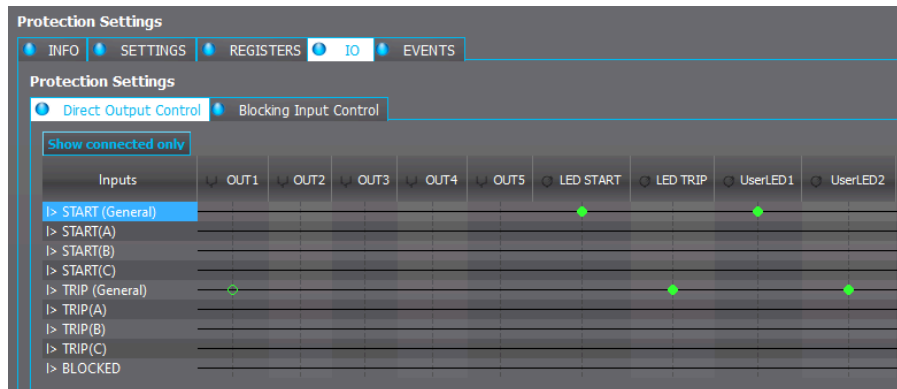 Protection Settings
INFO SETTINGS REGISTERS IO EVENTS
Protection Settings
Direct Output Control Blocking Input Control
Show connected only
Inputs OUT1 OUT2 OUT3 OUT4 OUT5 LED START LED TRIP UserLED1 UserLED2
I> START (General)
I> START(A)
I> START(B)
I> START(C)
I> TRIP (General)
I> TRIP(A)
I> TRIP(B)
I> TRIP(C)
I> BLOCKED